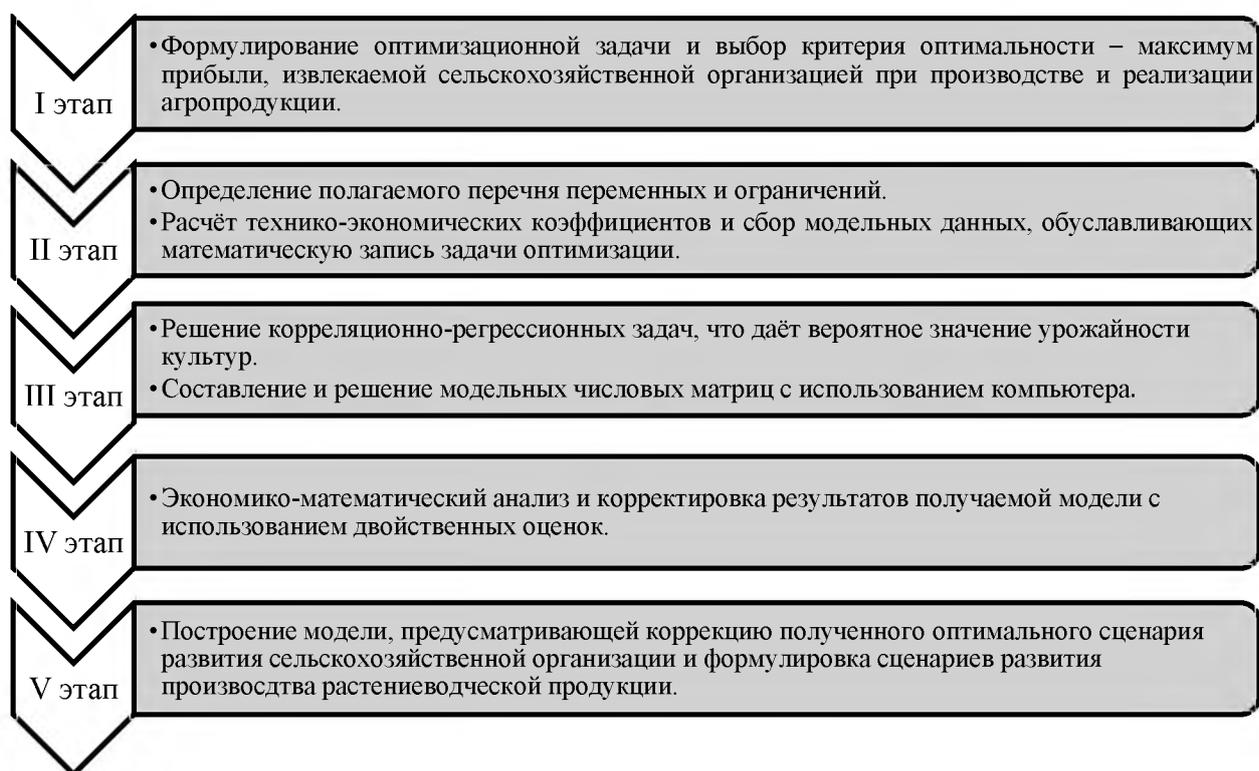 •Формулирование оптимизационной задачи и выбор критерия оптимальности – максимум
прибыли, извлекаемой сельскохозяйственной организацией при производстве и реализации
агропродукции.
I этап
•Определение полагаемого перечня переменных и ограничений.
•Расчёт технико-экономических коэффициентов и сбор модельных данных, обуславливающих
математическую запись задачи оптимизации.
II этап
•Решение корреляционно-регрессионных задач, что даёт вероятное значение урожайности
культур.
•Составление и решение модельных числовых матриц с использованием компьютера.
III этап
•Экономико-математический анализ и корректировка результатов получаемой модели с
использованием двойственных оценок.
IV этап
•Построение модели, предусматривающей коррекцию полученного оптимального сценария
развития сельскохозяйственной организации и формулировка сценариев развития
произвосдтва растениеводческой продукции.
V этап